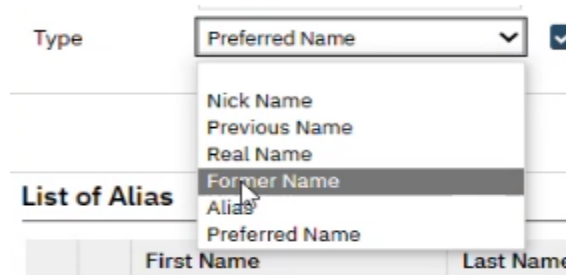 Type
Preferred Name
Nick Name
Previous Name
Real Name
Former Name
Alias
Preferred Name
List of Alias
First Name
Last Name